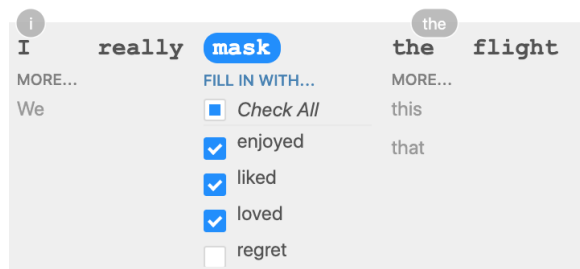 i the
I really mask the flight
MORE... FILL IN WITH... MORE...
We Check All this
enjoyed that
liked
loved
regret